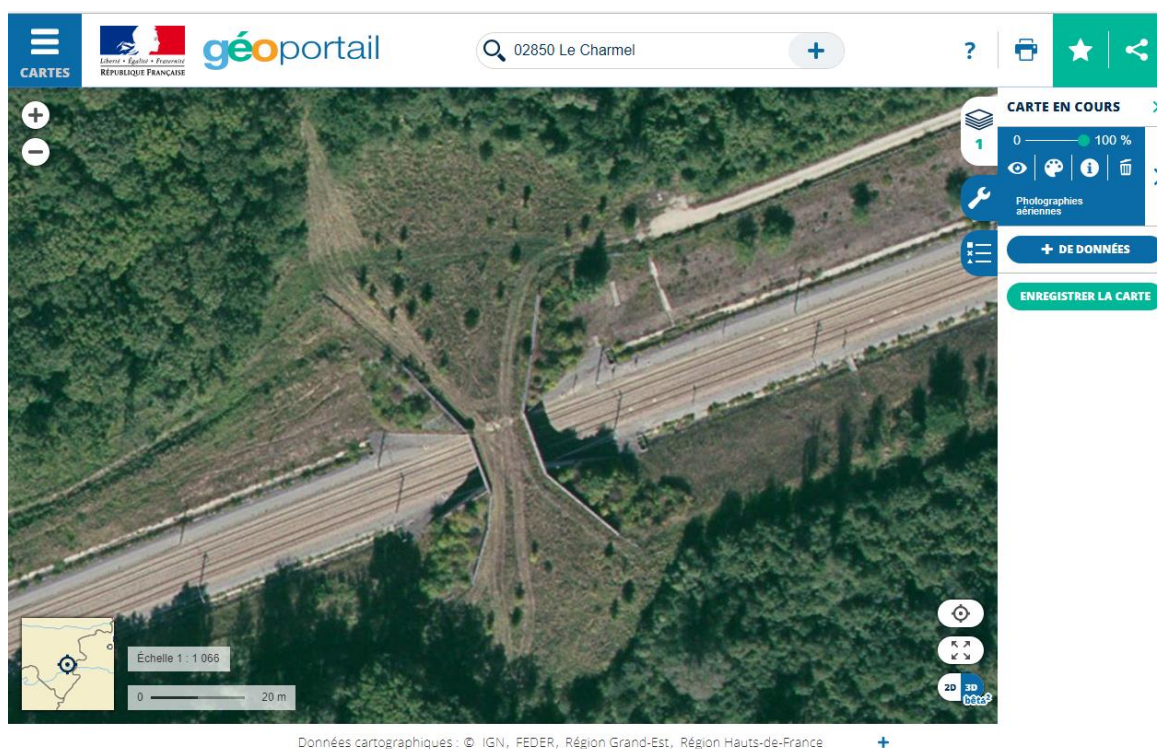 CARTES
Liberté • Égalité • Fraternité
RÉPUBLIQUE FRANÇAISE
géoportail
02850 Le Charmel
+
?
+
−
1
CARTE EN COURS
0
100 %
Photographies
aériennes
+ DE DONNÉES
ENREGISTRER LA CARTE
Échelle 1 : 1 066
0
20 m
2D
3D
bêta²
Données cartographiques : © IGN, FEDER, Région Grand-Est, Région Hauts-de-France
+